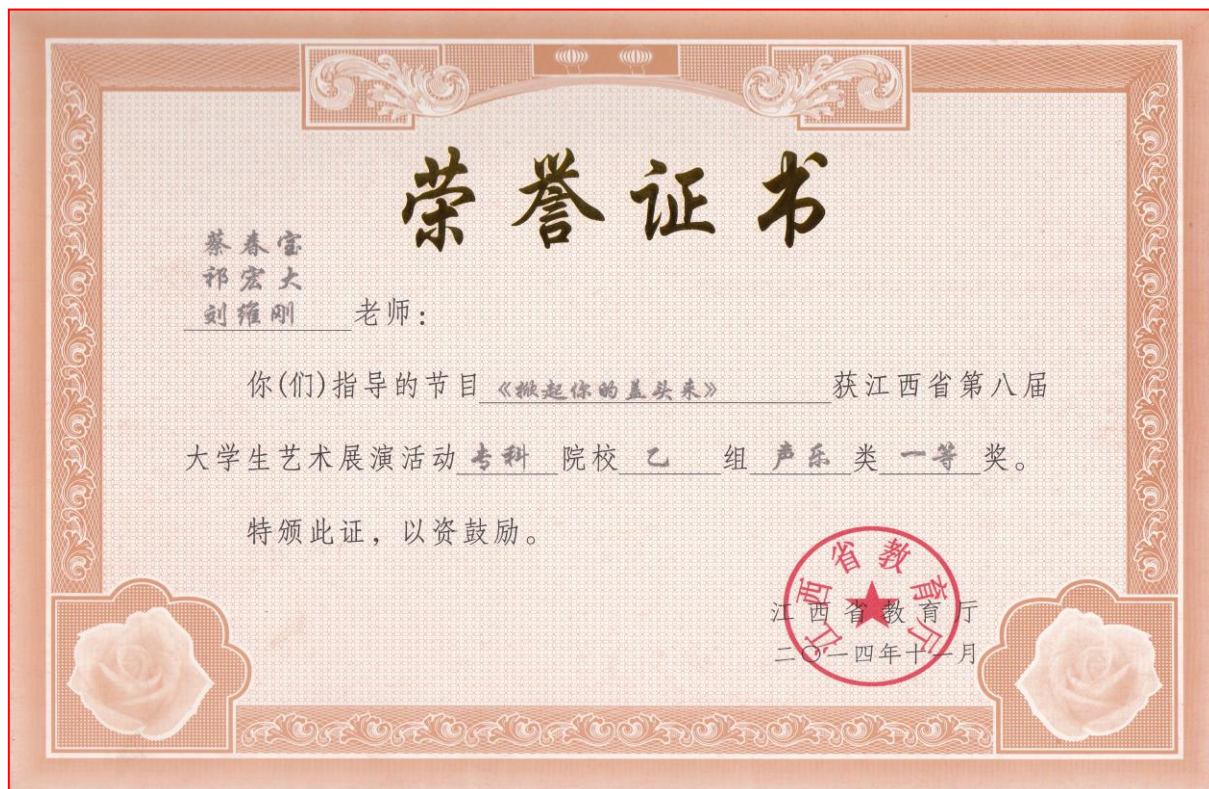 荣誉证书
蔡春宝
祁宏大
刘维刚 老师：
你(们)指导的节目《掀起你的盖头来》 获江西省第八届
大学生艺术展演活动专科院校乙组声乐类一等奖。
特颁此证，以资鼓励。
江西省教育厅
江西省教育厅
二〇一四年十一月